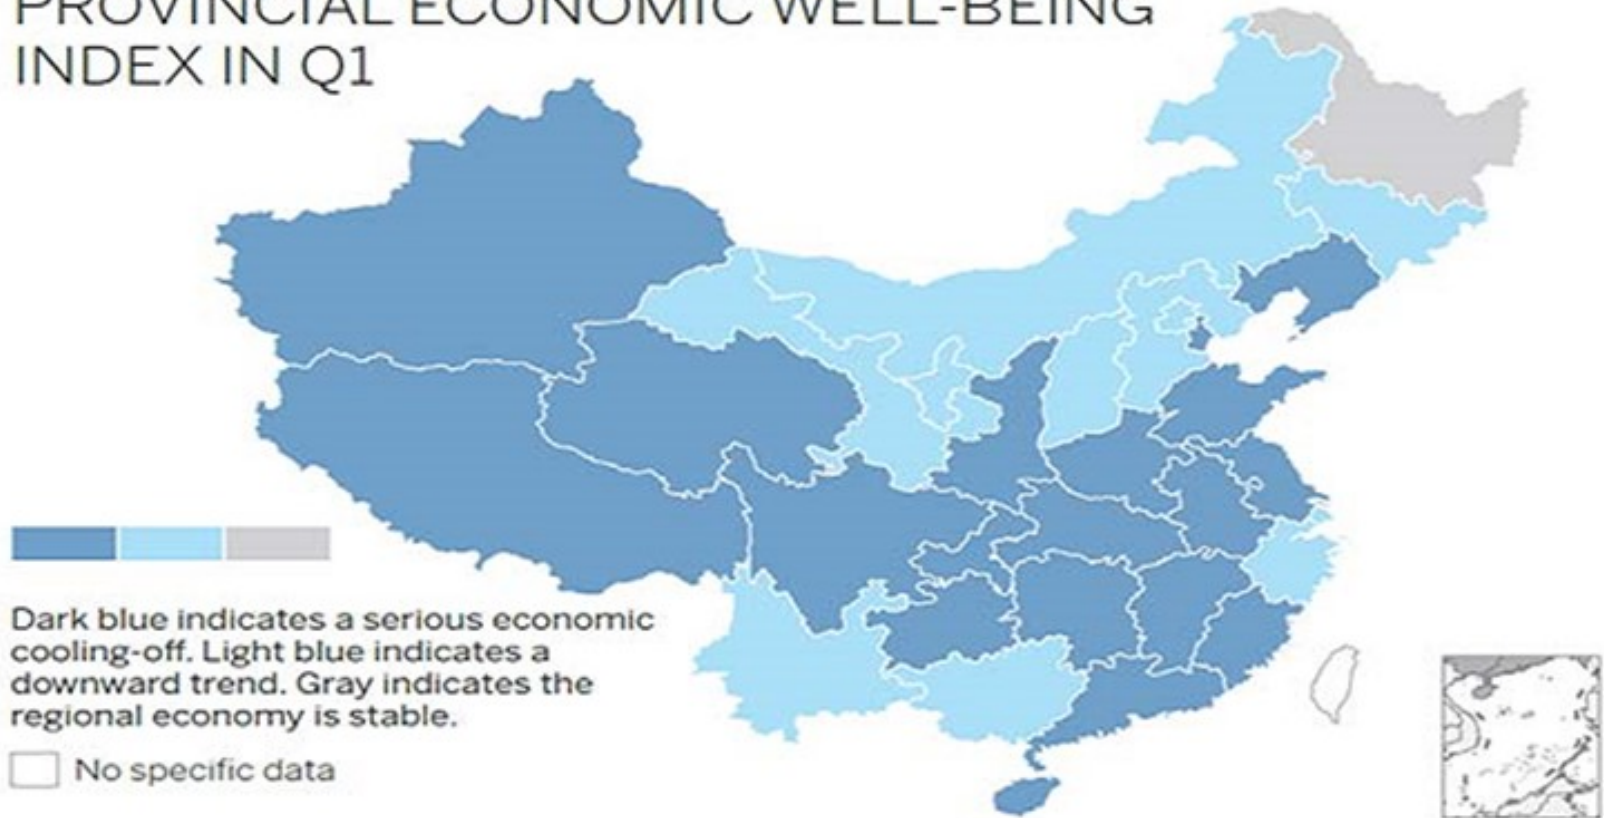 PROVINCIAL ECONOMIC WELL-BEING
INDEX IN Q1
Dark blue indicates a serious economic
cooling-off. Light blue indicates a
downward trend. Gray indicates the
regional economy is stable.
No specific data